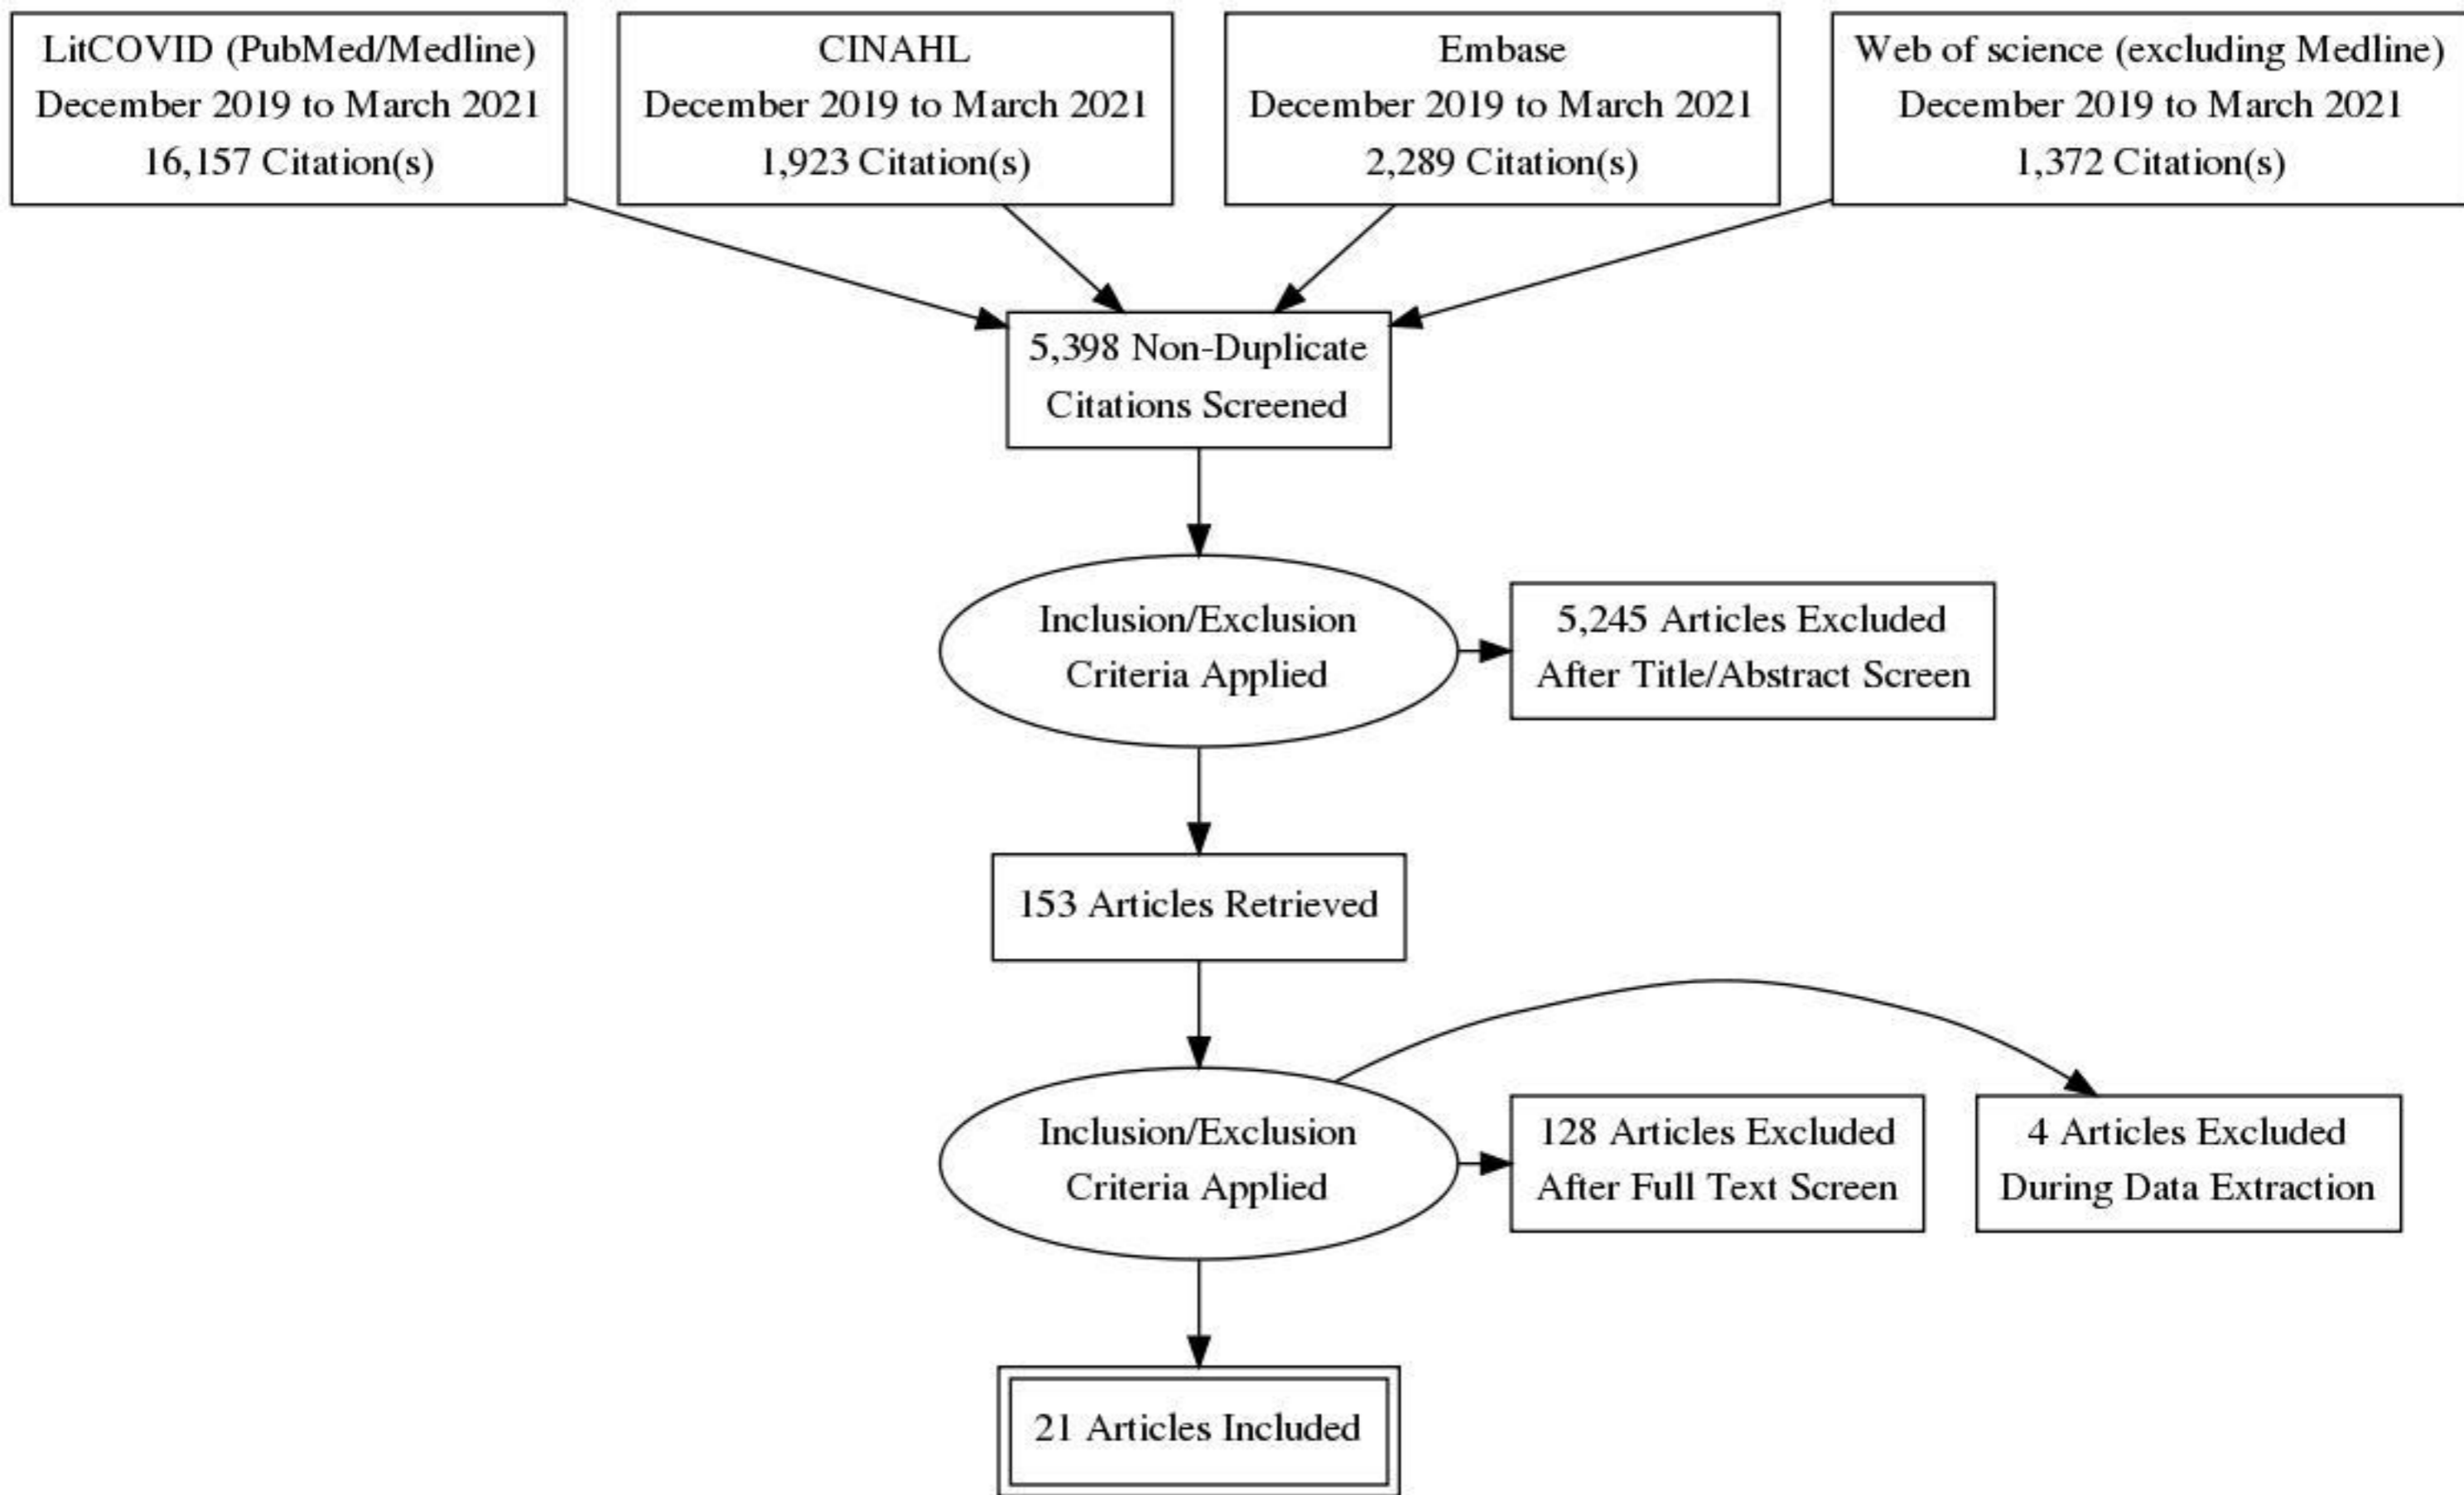 LitCOVID (PubMed/Medline)
December 2019 to March 2021
16,157 Citation(s)
CINAHL
December 2019 to March 2021
1,923 Citation(s)
Embase
December 2019 to March 2021
2,289 Citation(s)
Web of science (excluding Medline)
December 2019 to March 2021
1,372 Citation(s)
5,398 Non-Duplicate
Citations Screened
Inclusion/Exclusion
Criteria Applied
5,245 Articles Excluded
After Title/Abstract Screen
153 Articles Retrieved
Inclusion/Exclusion
Criteria Applied
128 Articles Excluded
After Full Text Screen
4 Articles Excluded
During Data Extraction
21 Articles Included